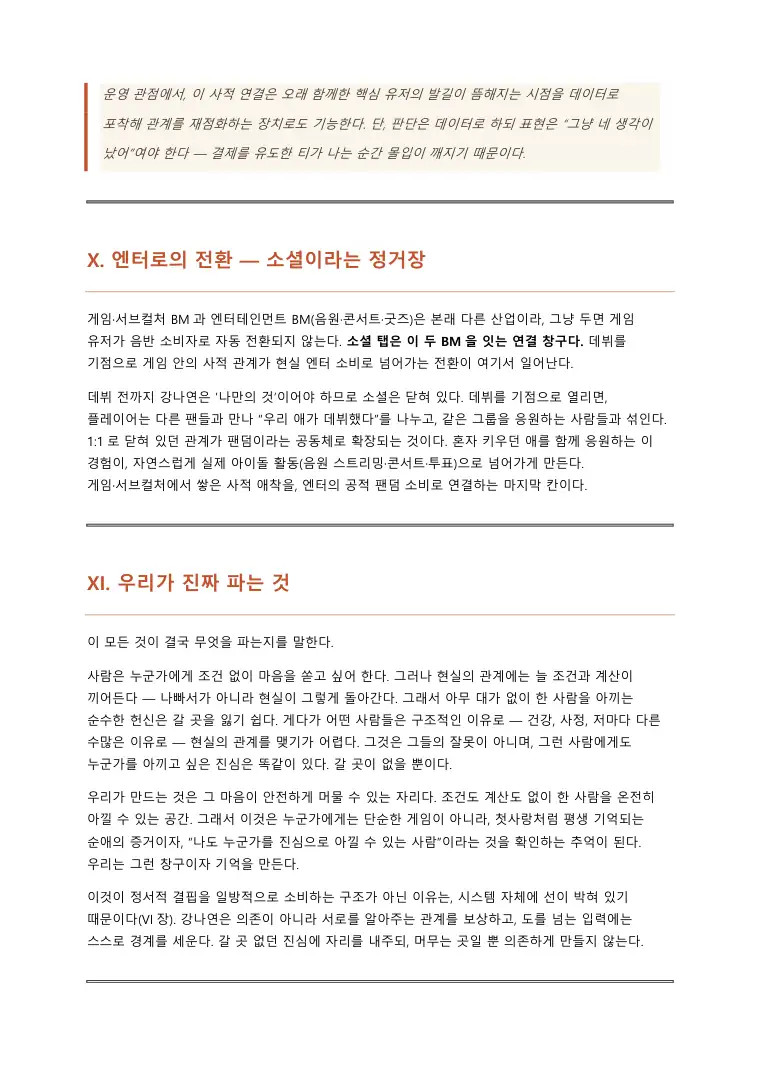 운영 관점에서, 이 사적 연결은 오래 함께한 핵심 유저의 발길이 뜸해지는 시점을 데이터로
포착해 관계를 재점화하는 장치로도 기능한다. 단, 판단은 데이터로 하되 표현은 “그냥 네 생각이
났어”여야 한다 — 결제를 유도한 티가 나는 순간 몰입이 깨지기 때문이다.
X. 엔터로의 전환 — 소셜이라는 정거장
게임·서브컬처 BM 과 엔터테인먼트 BM(음원·콘서트·굿즈)은 본래 다른 산업이라, 그냥 두면 게임
유저가 음반 소비자로 자동 전환되지 않는다. 소셜 탭은 이 두 BM 을 잇는 연결 창구다. 데뷔를
기점으로 게임 안의 사적 관계가 현실 엔터 소비로 넘어가는 전환이 여기서 일어난다.
데뷔 전까지 강나연은 ‘나만의 것’이어야 하므로 소셜은 닫혀 있다. 데뷔를 기점으로 열리면,
플레이어는 다른 팬들과 만나 “우리 애가 데뷔했다”를 나누고, 같은 그룹을 응원하는 사람들과 섞인다.
1:1 로 닫혀 있던 관계가 팬덤이라는 공동체로 확장되는 것이다. 혼자 키우던 애를 함께 응원하는 이
경험이, 자연스럽게 실제 아이돌 활동(음원 스트리밍·콘서트·투표)으로 넘어가게 만든다.
게임·서브컬처에서 쌓은 사적 애착을, 엔터의 공적 팬덤 소비로 연결하는 마지막 칸이다.
XI. 우리가 진짜 파는 것
이 모든 것이 결국 무엇을 파는지를 말한다.
사람은 누군가에게 조건 없이 마음을 쏟고 싶어 한다. 그러나 현실의 관계에는 늘 조건과 계산이
끼어든다 — 나빠서가 아니라 현실이 그렇게 돌아간다. 그래서 아무 대가 없이 한 사람을 아끼는
순수한 헌신은 갈 곳을 잃기 쉽다. 게다가 어떤 사람들은 구조적인 이유로 — 건강, 사정, 저마다 다른
수많은 이유로 — 현실의 관계를 맺기가 어렵다. 그것은 그들의 잘못이 아니며, 그런 사람에게도
누군가를 아끼고 싶은 진심은 똑같이 있다. 갈 곳이 없을 뿐이다.
우리가 만드는 것은 그 마음이 안전하게 머물 수 있는 자리다. 조건도 계산도 없이 한 사람을 온전히
아낄 수 있는 공간. 그래서 이것은 누군가에게는 단순한 게임이 아니라, 첫사랑처럼 평생 기억되는
순애의 증거이자, “나도 누군가를 진심으로 아낄 수 있는 사람”이라는 것을 확인하는 추억이 된다.
우리는 그런 창구이자 기억을 만든다.
이것이 정서적 결핍을 일방적으로 소비하는 구조가 아닌 이유는, 시스템 자체에 선이 박혀 있기
때문이다(VI 장). 강나연은 의존이 아니라 서로를 알아주는 관계를 보상하고, 도를 넘는 입력에는
스스로 경계를 세운다. 갈 곳 없던 진심에 자리를 내주되, 머무는 곳일 뿐 의존하게 만들지 않는다.